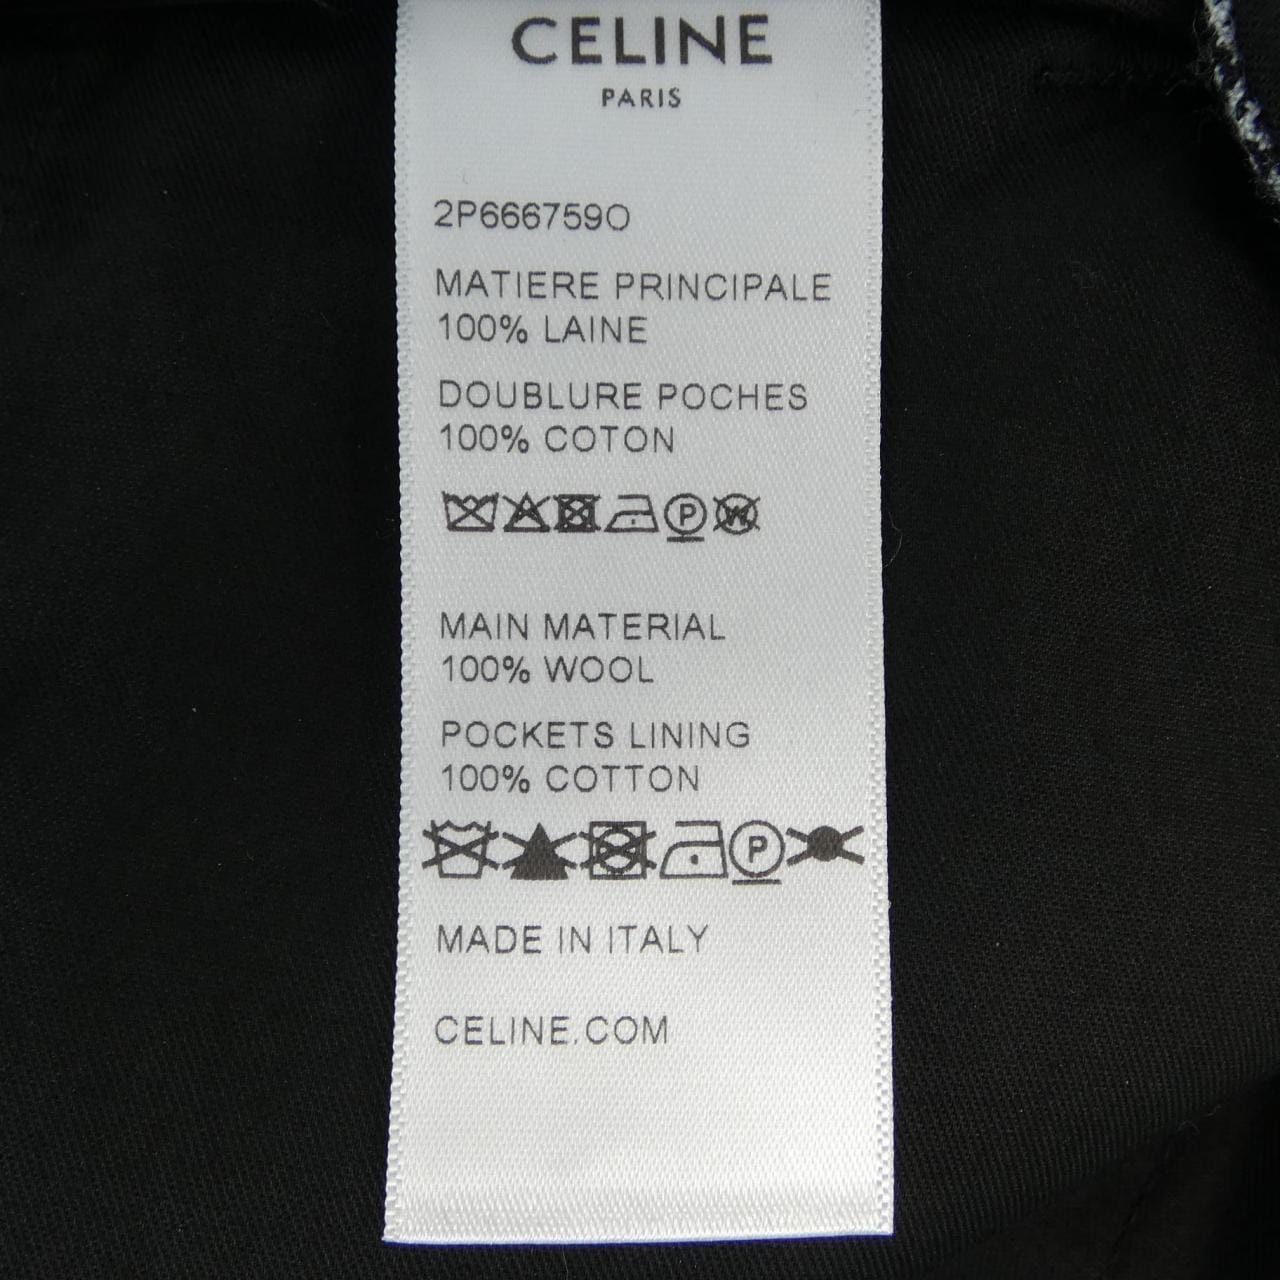 CELINE
PARIS
2P666759O
MATIERE PRINCIPALE
100% LAINE
DOUBLURE POCHES
100% COTON
P W
MAIN MATERIAL
100% WOOL
POCKETS LINING
100% COTTON
P
MADE IN ITALY
CELINE.COM